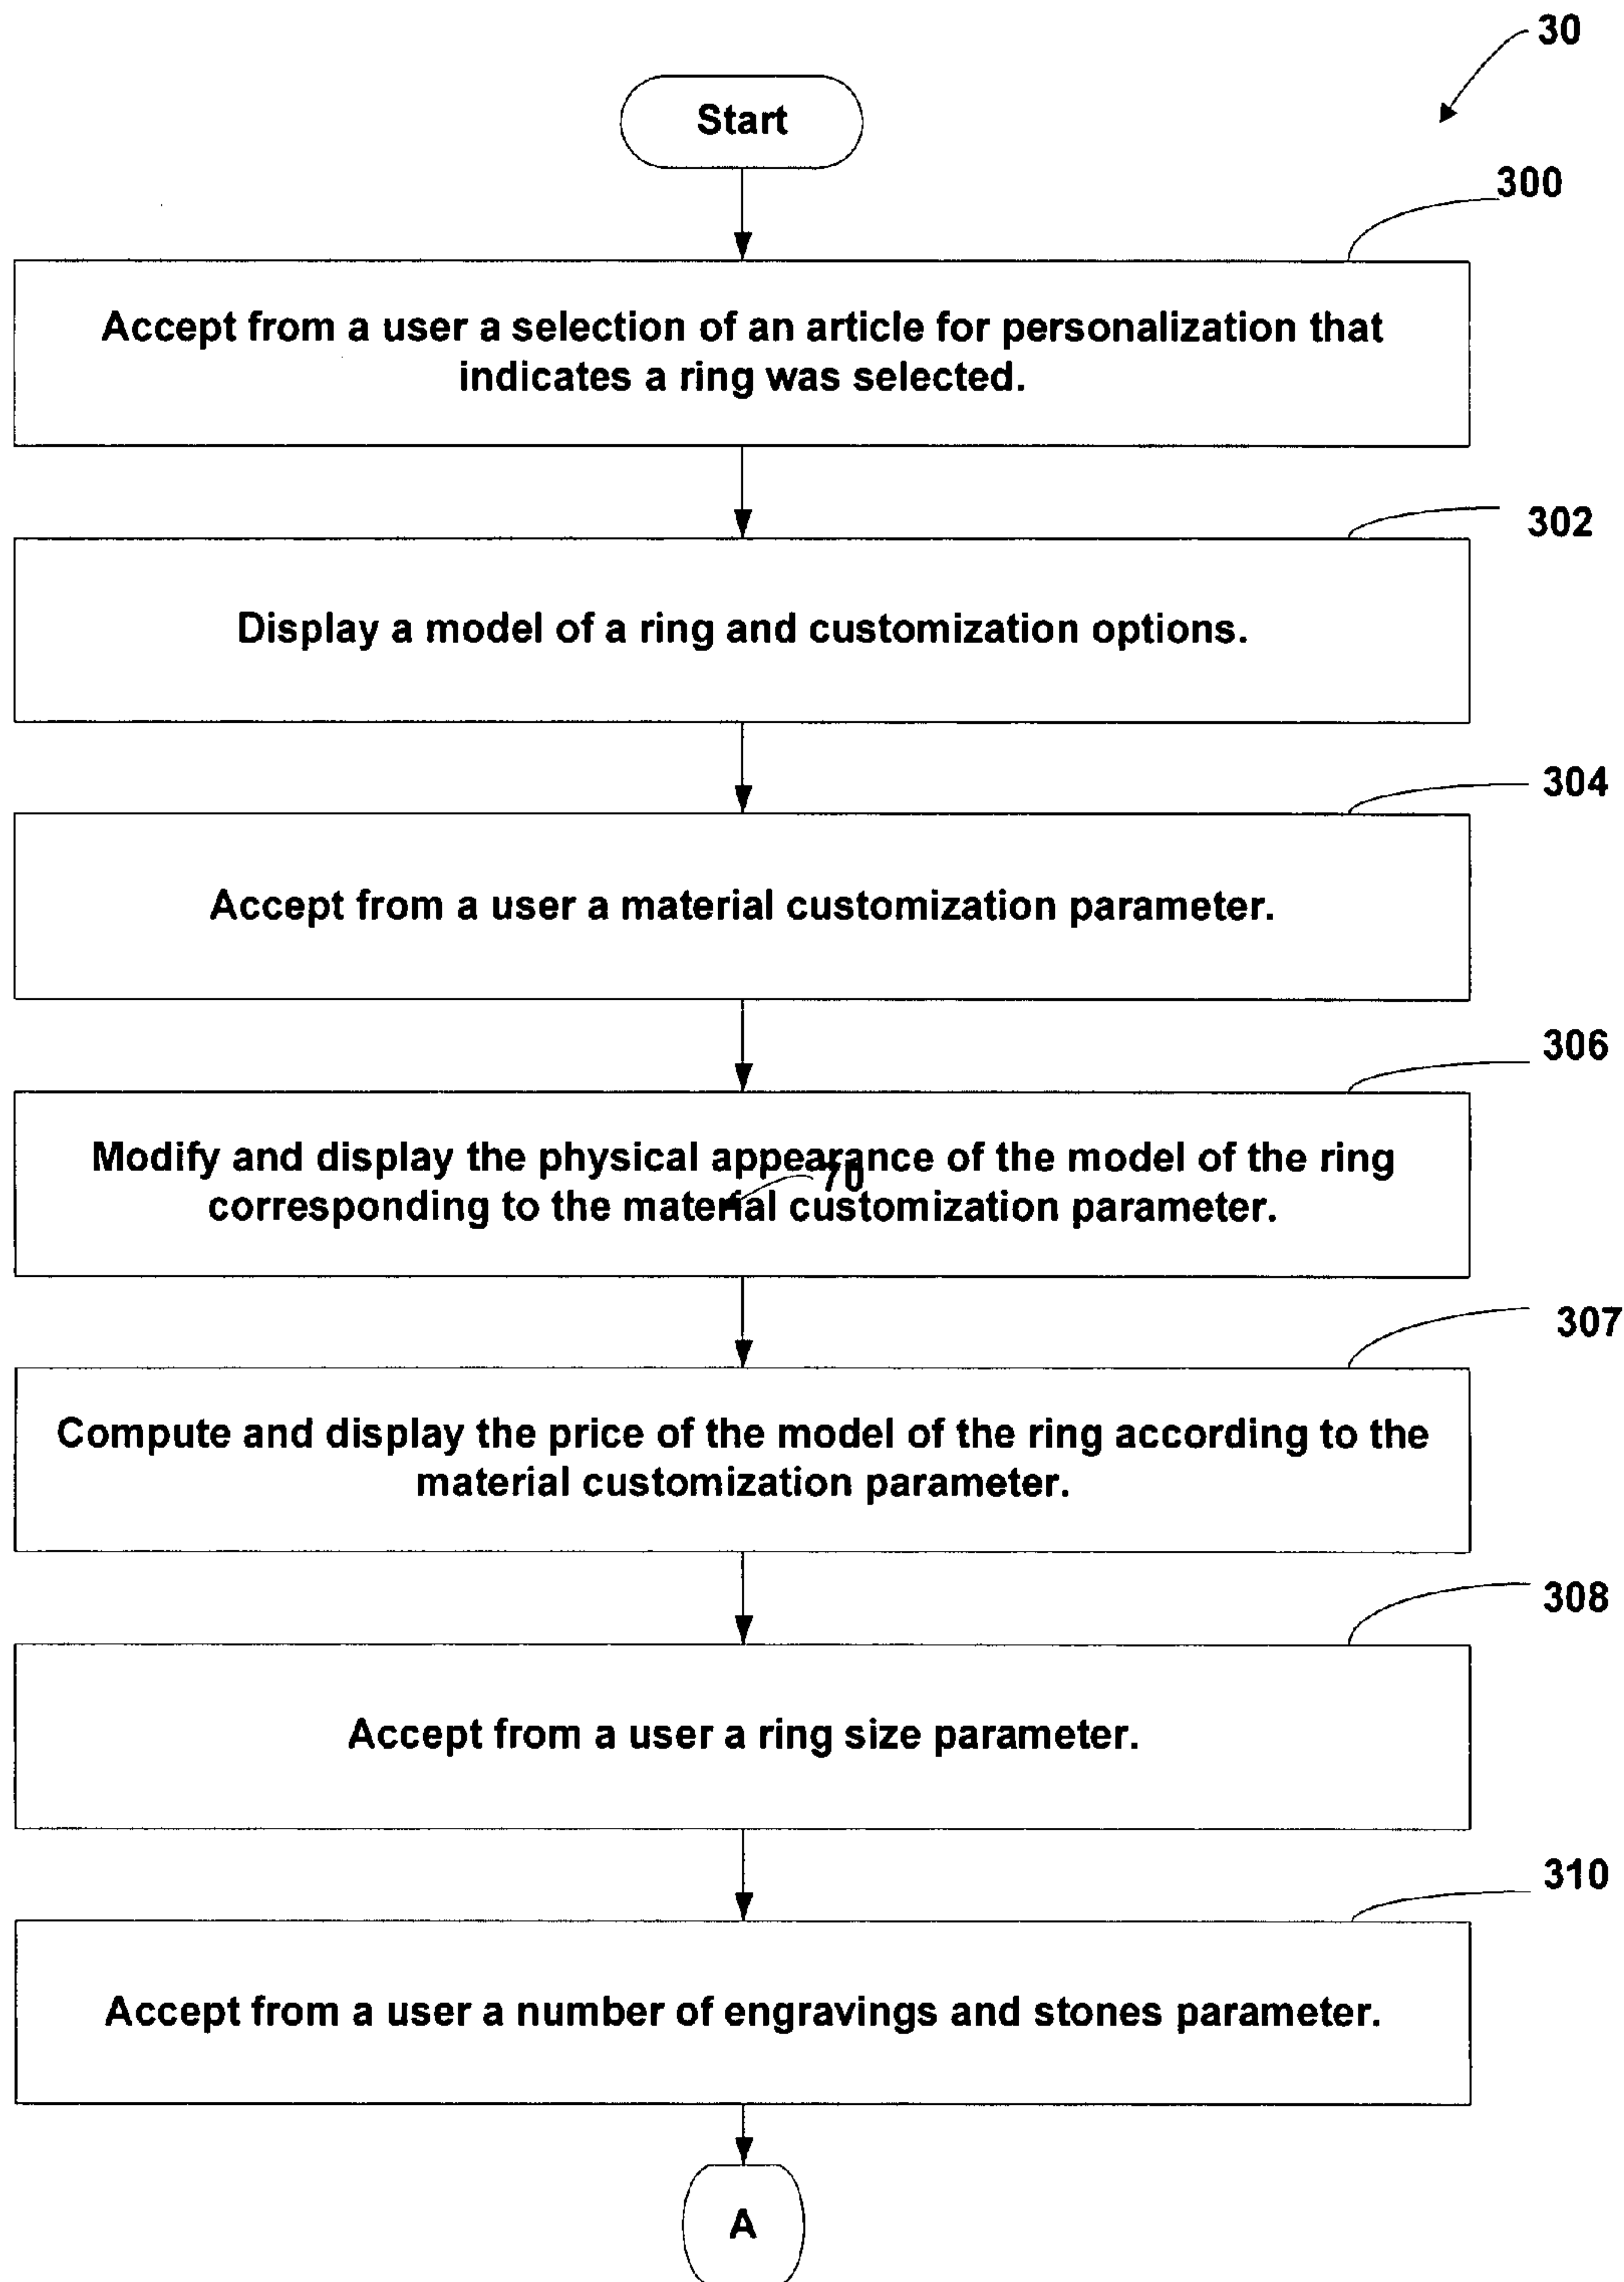 30
Start
300
Accept from a user a selection of an article for personalization that
indicates a ring was selected.
302
Display a model of a ring and customization options.
304
Accept from a user a material customization parameter.
306
Modify and display the physical appearance of the model of the ring
70
corresponding to the material customization parameter.
307
Compute and display the price of the model of the ring according to the
material customization parameter.
308
Accept from a user a ring size parameter.
310
Accept from a user a number of engravings and stones parameter.
A